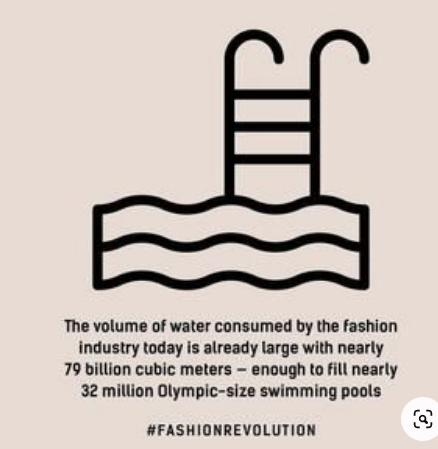 The volume of water consumed by the fashion
industry today is already large with nearly
79 billion cubic meters – enough to fill nearly
32 million Olympic-size swimming pools
#FASHIONREVOLUTION